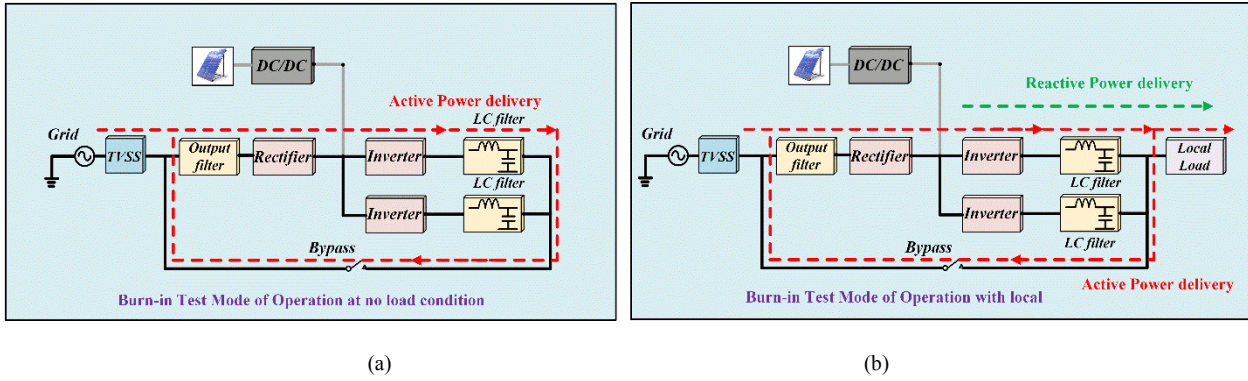 DC/DC
Active Power delivery
LC filter
Grid
TVSS
Output
filter
Rectifier
Inverter
LC filter
Inverter
Bypass
Burn-in Test Mode of Operation at no load condition
(a)
DC/DC
Reactive Power delivery
Grid
TVSS
Output
filter
Rectifier
Inverter
LC filter
Local
Load
Inverter
LC filter
Bypass
Active Power delivery
Burn-in Test Mode of Operation with local
(b)